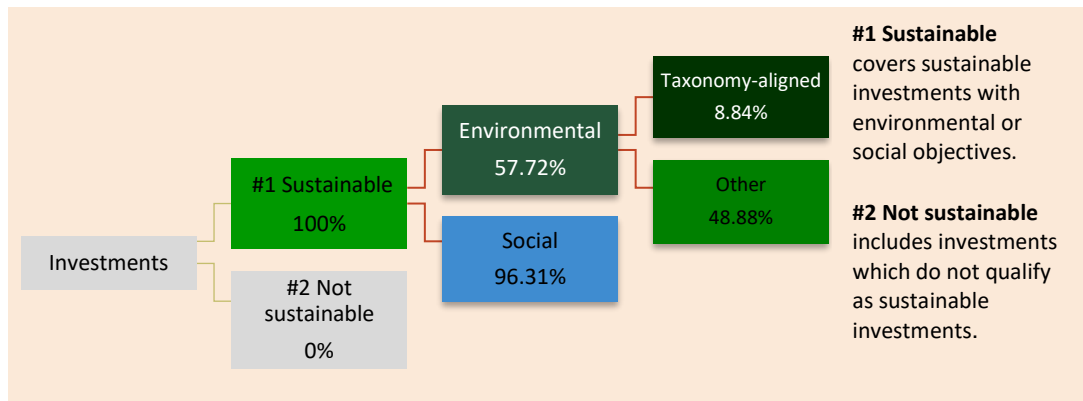 Investments
#1 Sustainable
100%
#2 Not
sustainable
0%
Environmental
57.72%
Social
96.31%
Taxonomy-aligned
8.84%
Other
48.88%
#1 Sustainable
covers sustainable
investments with
environmental or
social objectives.
#2 Not sustainable
includes investments
which do not qualify
as sustainable
investments.